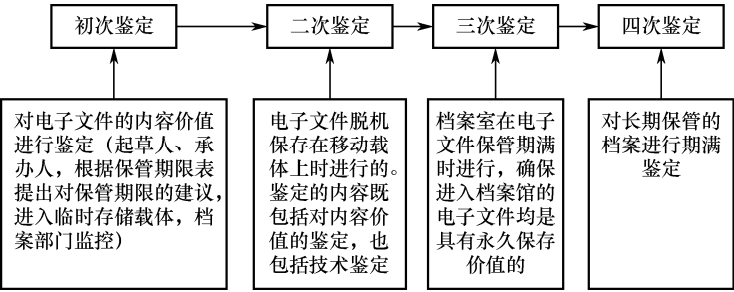 初次鉴定
二次鉴定
三次鉴定
四次鉴定
对电子文件的内容价值
进行鉴定（起草人、承
办人，根据保管期限表
提出对保管期限的建议，
进入临时存储载体，档
案部门监控）
电子文件脱机
保存在移动载
体上时进行的。
鉴定的内容既
包括对内容价
值的鉴定，也
包括技术鉴定
档案室在电子
文件保管期满
时进行，确保
进入档案馆的
电子文件均是
具有永久保存
价值的
对长期保管的
档案进行期满
鉴定